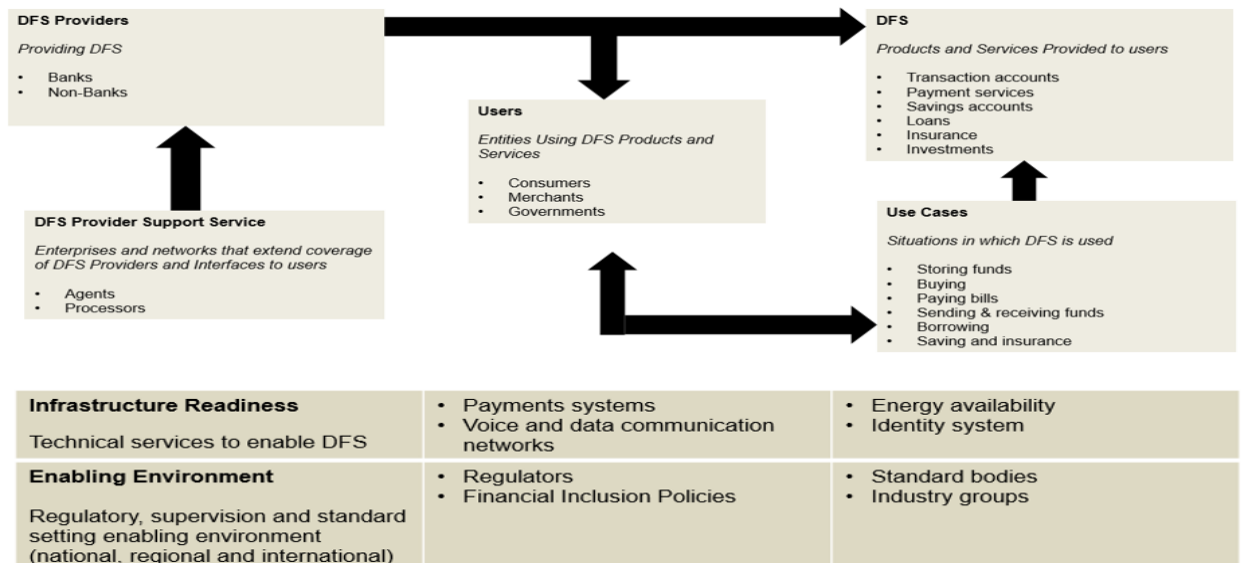 DFS Providers
Providing DFS
• Banks
• Non-Banks
DFS
Products and Services Provided to users
• Transaction accounts
• Payment services
• Savings accounts
• Loans
• Insurance
• Investments
Users
Entities Using DFS Products and
Services
• Consumers
• Merchants
• Governments
DFS Provider Support Service
Enterprises and networks that extend coverage
of DFS Providers and Interfaces to users
• Agents
• Processors
Use Cases
Situations in which DFS is used
• Storing funds
• Buying
• Paying bills
• Sending & receiving funds
• Borrowing
• Saving and insurance
Infrastructure Readiness
Technical services to enable DFS
• Payments systems
• Voice and data communication
networks
• Energy availability
• Identity system
Enabling Environment
Regulatory, supervision and standard
setting enabling environment
(national, regional and international)
• Regulators
• Financial Inclusion Policies
• Standard bodies
• Industry groups